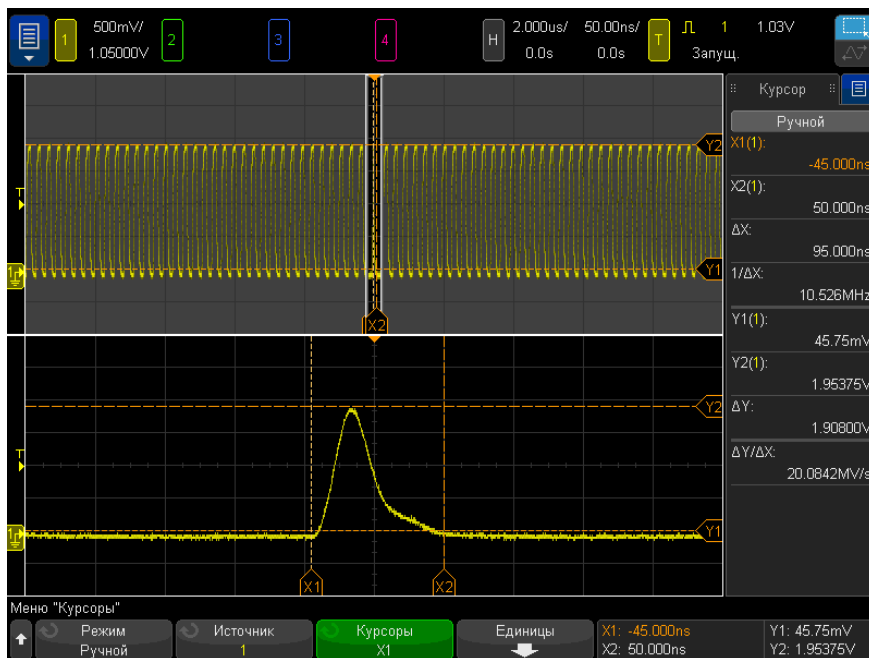 500mV/ 2.000us/ 50.00ns/ 1 1.03V
1 2 3 4 H T
1.05000V 0.0s 0.0s Запущ.
Курсор
Ручной
X1(1):
-45.000ns
X2(1):
50.000ns
ΔX:
95.000ns
1/ΔX:
10.526MHz
Y1(1):
45.75mV
Y2(1):
1.95375V
ΔY:
1.90800V
ΔY/ΔX:
20.0842MV/s
Y2
T
1
Y1
X2
Y2
T
1
Y1
X1 X2
Меню "Курсоры"
Режим Источник Курсоры Единицы X1: -45.000ns Y1: 45.75mV
Ручной 1 X1 X2: 50.000ns Y2: 1.95375V